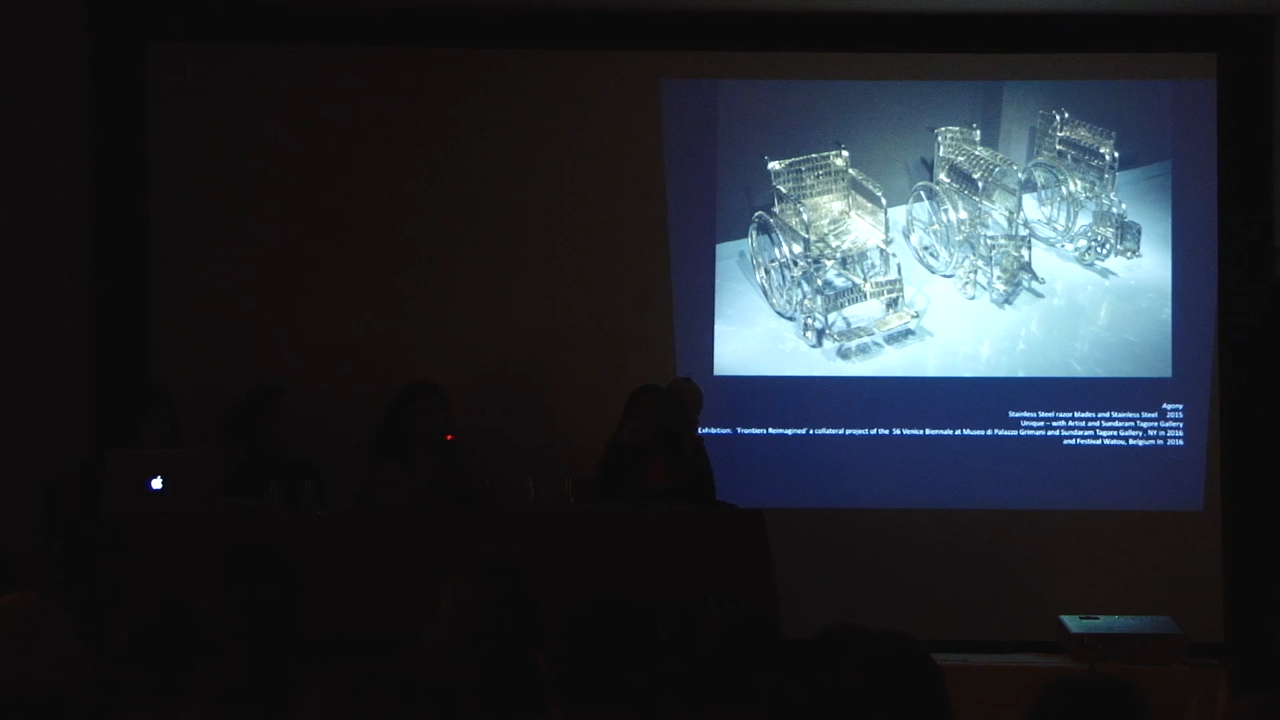 Agony
Stainless Steel razor blades and Stainless Steel 2015
Unique – with Artist and Sundaram Tagore Gallery
Exhibition: 'Frontiers Reimagined' a collateral project of the 56 Venice Biennale at Museo di Palazzo Grimani and Sundaram Tagore Gallery , NY in 2016
and Festival Watou, Belgium In 2016